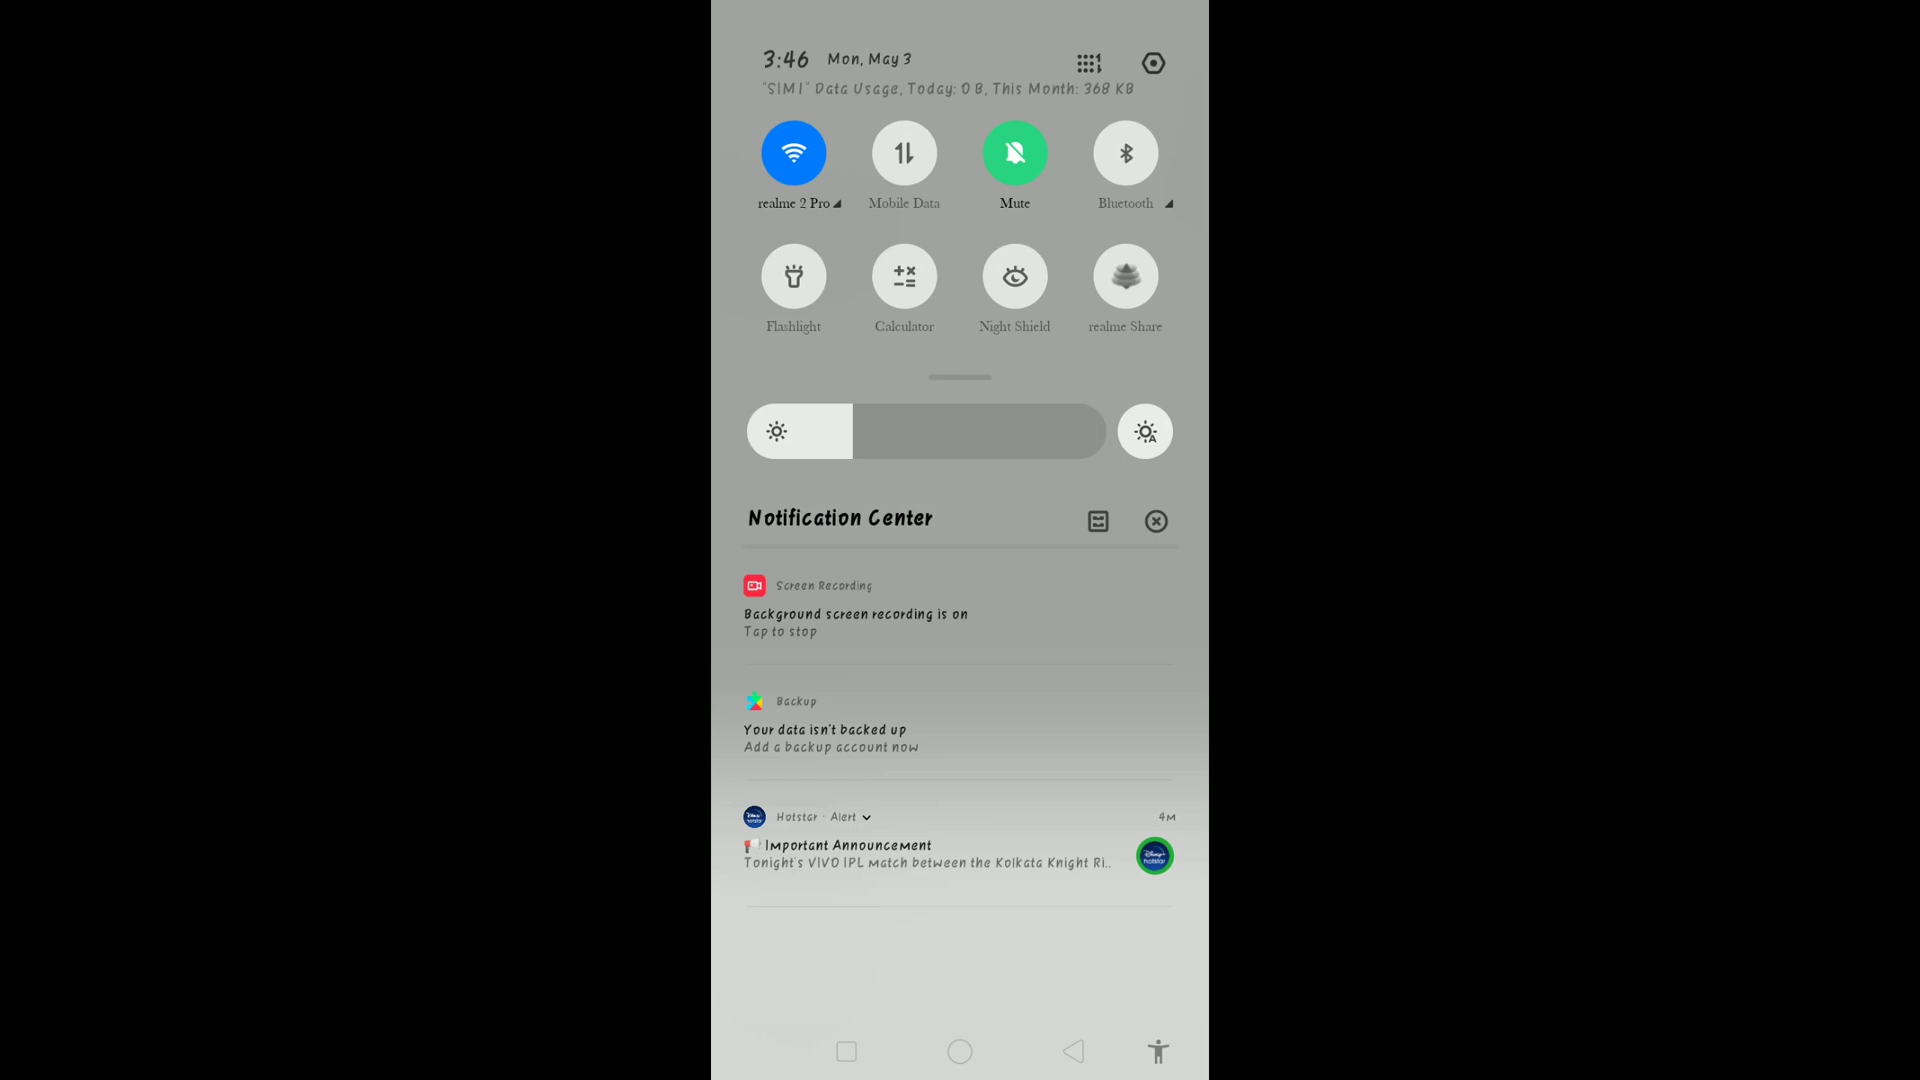 3:46 Mon, May 3
"SIM1" Data Usage, Today: 0 B, This Month: 368 KB
realme 2 Pro Mobile Data Mute Bluetooth
Flashlight Calculator Night Shield realme Share
Notification Center
Screen Recording
Background screen recording is on
Tap to stop
Backup
Your data isn't backed up
Add a backup account now
Hotstar · Alert 4m
Important Announcement
Tonight's VIVO IPL match between the Kolkata Knight Ri..
Disney+ hotstar